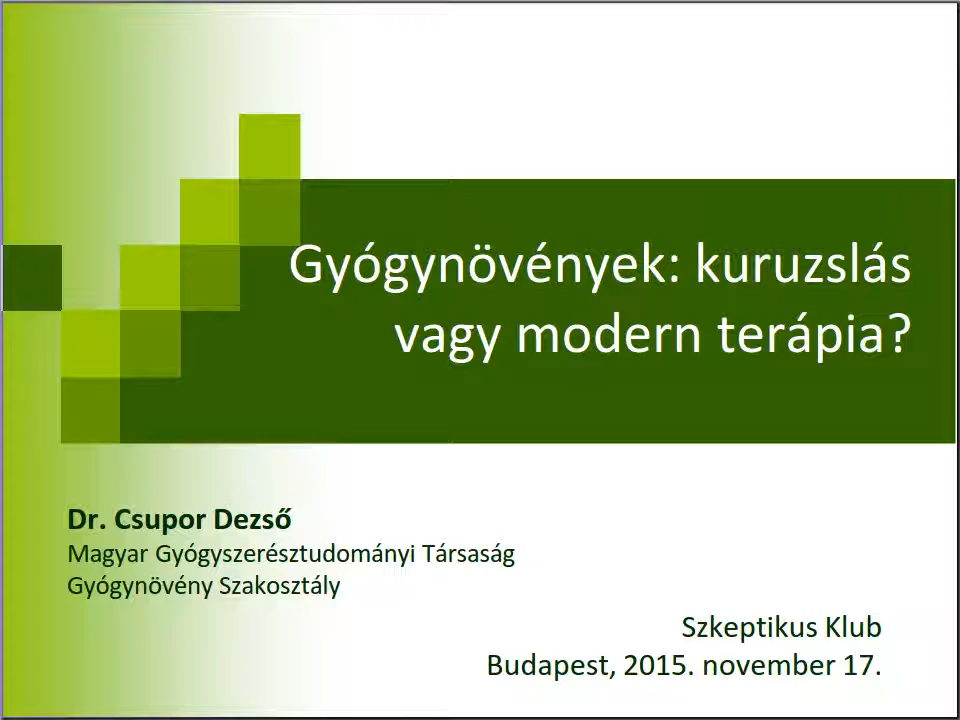 Gyógynövények: kuruzslás
vagy modern terápia?
Dr. Csupor Dezső
Magyar Gyógyszerésztudományi Társaság
Gyógynövény Szakosztály
Szkeptikus Klub
Budapest, 2015. november 17.